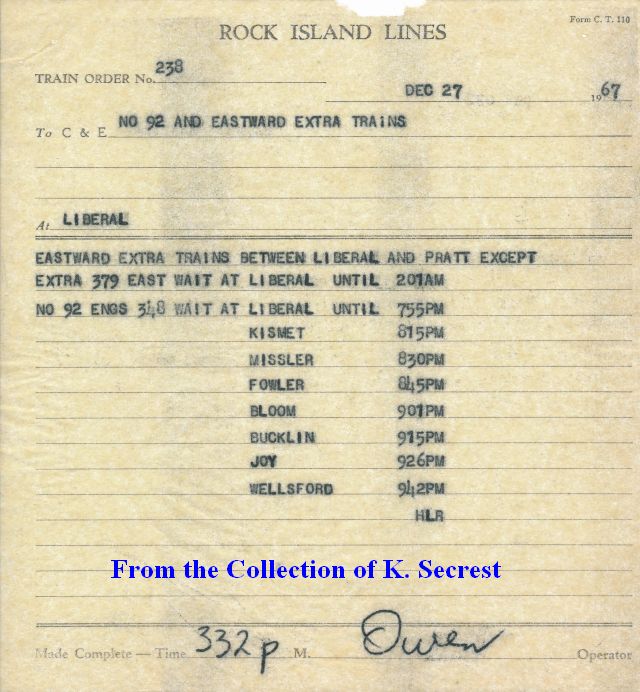 Form C. T. 110
ROCK ISLAND LINES
TRAIN ORDER No. 238
DEC 27 1967
To C & E NO 92 AND EASTWARD EXTRA TRAINS
At LIBERAL
EASTWARD EXTRA TRAINS BETWEEN LIBERAL AND PRATT EXCEPT
EXTRA 379 EAST WAIT AT LIBERAL UNTIL 201AM
NO 92 ENGS 348 WAIT AT LIBERAL UNTIL 755PM
KISMET 815PM
MISSLER 830PM
FOWLER 845PM
BLOOM 901PM
BUCKLIN 915PM
JOY 926PM
WELLSFORD 942PM
HLR
From the Collection of K. Secrest
Made Complete — Time 332 p M. Owen Operator